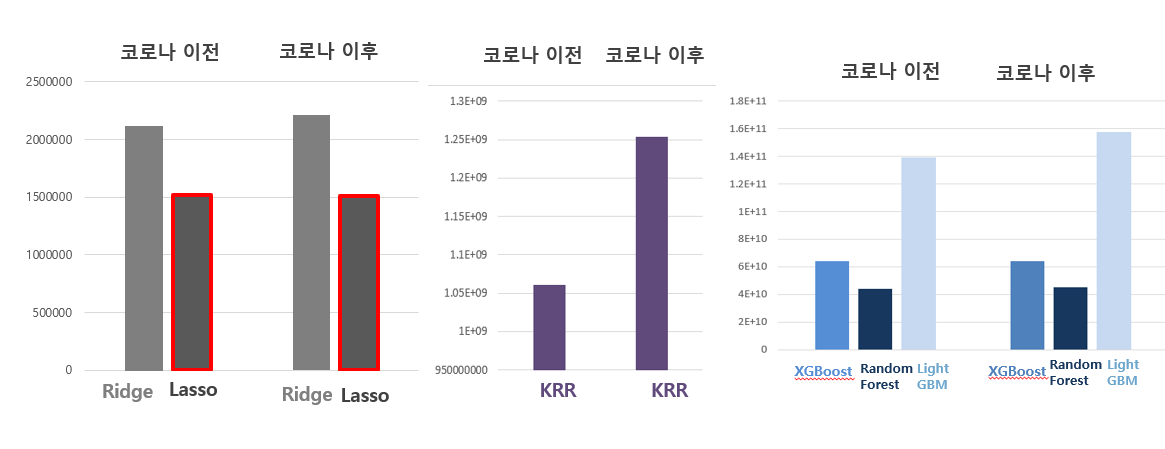 코로나 이전
코로나 이후
2500000
2000000
1500000
1000000
500000
0
Ridge
Lasso
Ridge
Lasso
코로나 이전
코로나 이후
1.3E+09
1.25E+09
1.2E+09
1.15E+09
1.1E+09
1.05E+09
1E+09
950000000
KRR
KRR
코로나 이전
코로나 이후
1.8E+11
1.6E+11
1.4E+11
1.2E+11
1E+11
8E+10
6E+10
4E+10
2E+10
0
XGBoost
Random
Forest
Light
GBM
XGBoost
Random
Forest
Light
GBM